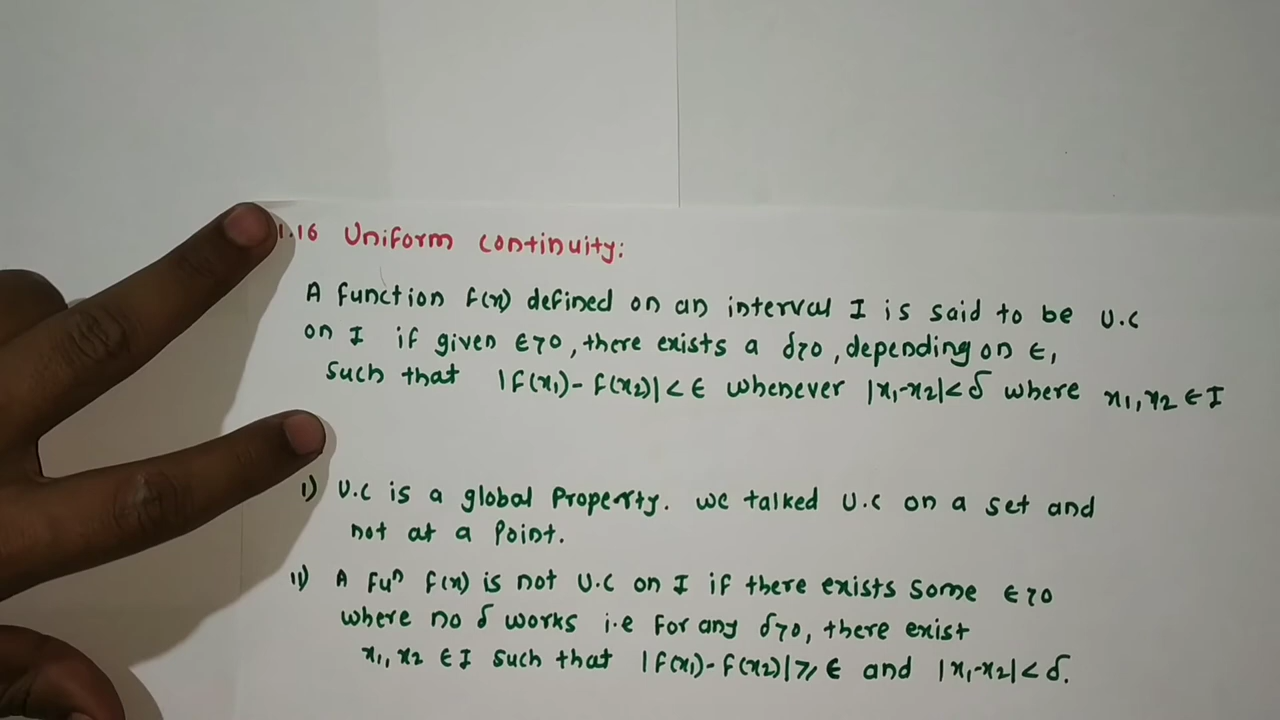 1.16 Uniform continuity:
A function f(x) defined on an interval I is said to be U.C
on I if given ε>0, there exists a δ>0, depending on ε,
such that |f(x₁)-f(x₂)|<ε whenever |x₁-x₂|<δ where x₁,x₂ ∈ I
i) U.C is a global Property. we talked U.C on a set and
not at a Point.
ii) A Funⁿ f(x) is not U.C on I if there exists some ε>0
where no δ works i.e For any δ>0, there exist
x₁,x₂ ∈ I such that |f(x₁)-f(x₂)|⩾ε and |x₁-x₂|<δ.